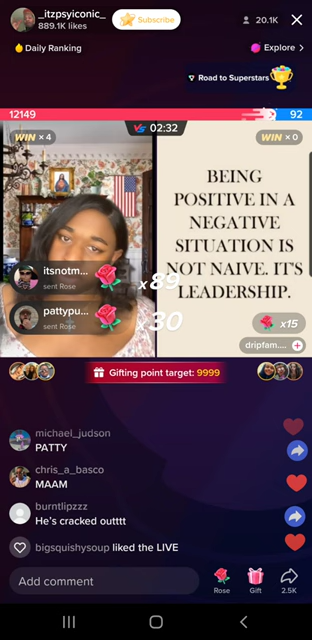 _itzpsyiconic_
889.1K likes
Subscribe
20.1K
Daily Ranking
Explore >
Road to Superstars
12149
92
WIN ×4
VS 02:32
WIN ×0
BEING
POSITIVE IN A
NEGATIVE
SITUATION IS
NOT NAIVE. IT'S
LEADERSHIP.
itsnotm...
sent Rose
x89
pattypu...
sent Rose
x30
x15
dripfam....
Gifting point target: 9999
michael_judson
PATTY
chris_a_basco
MAAM
burntlipzzz
He's cracked outttt
bigsquishysoup liked the LIVE
Add comment
Rose
Gift
2.5K